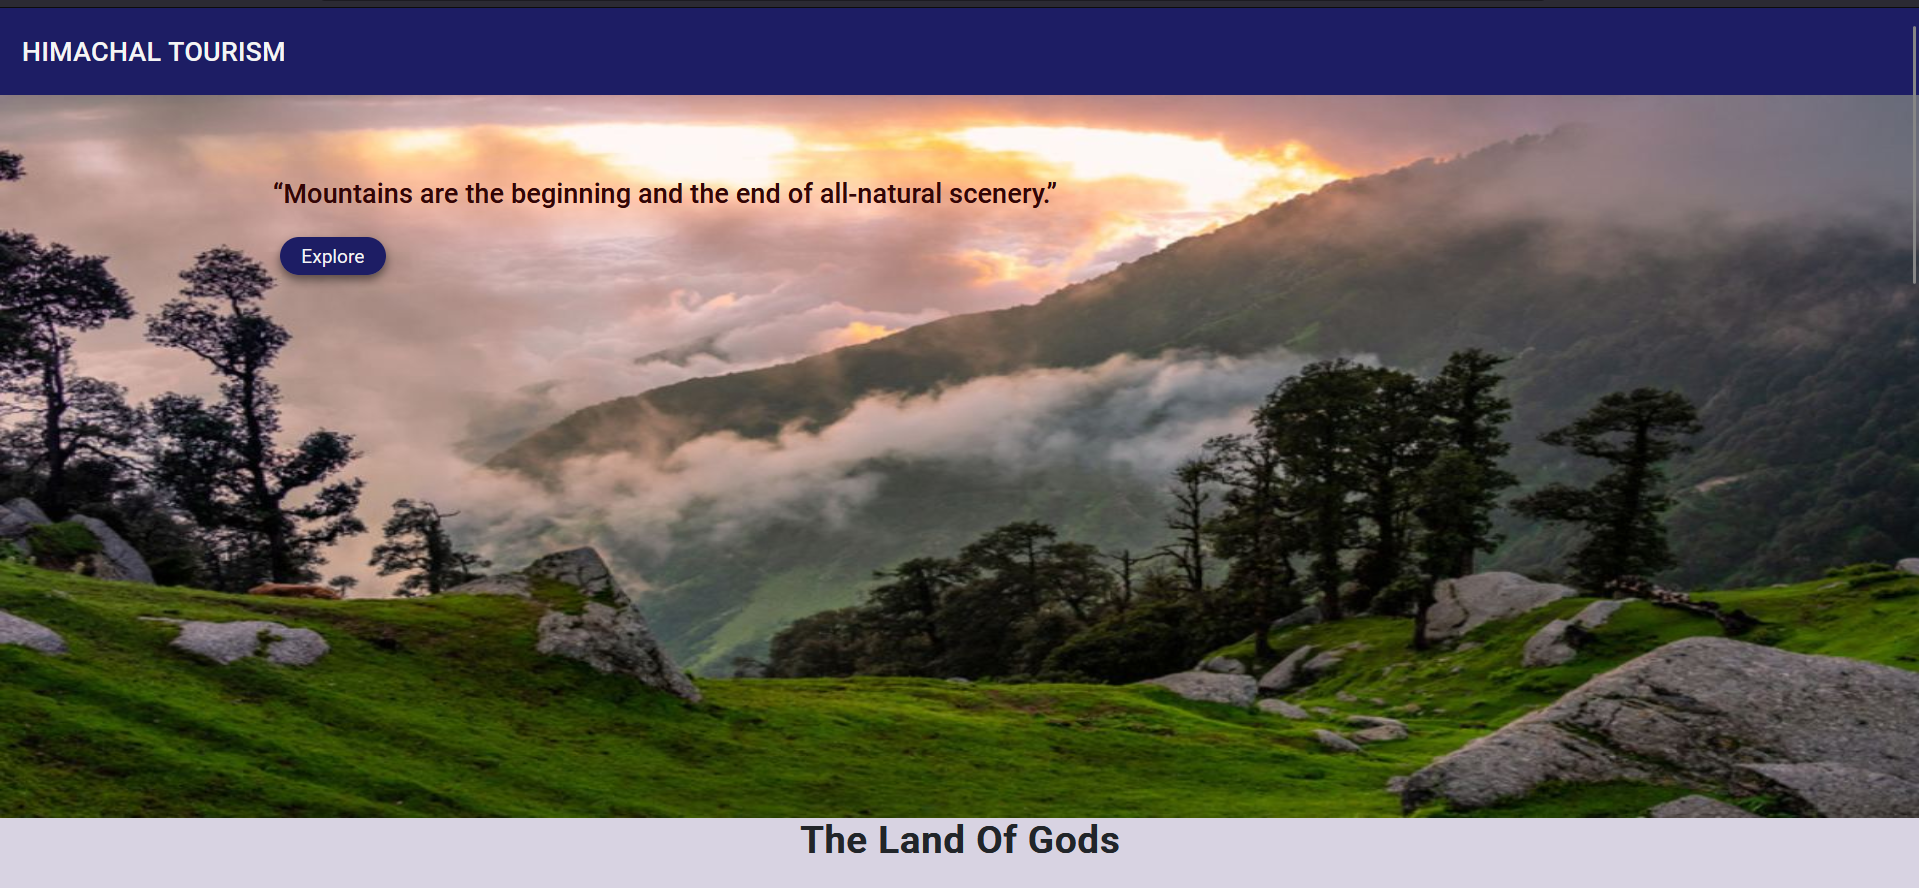 HIMACHAL TOURISM
“Mountains are the beginning and the end of all-natural scenery.”
Explore
The Land Of Gods